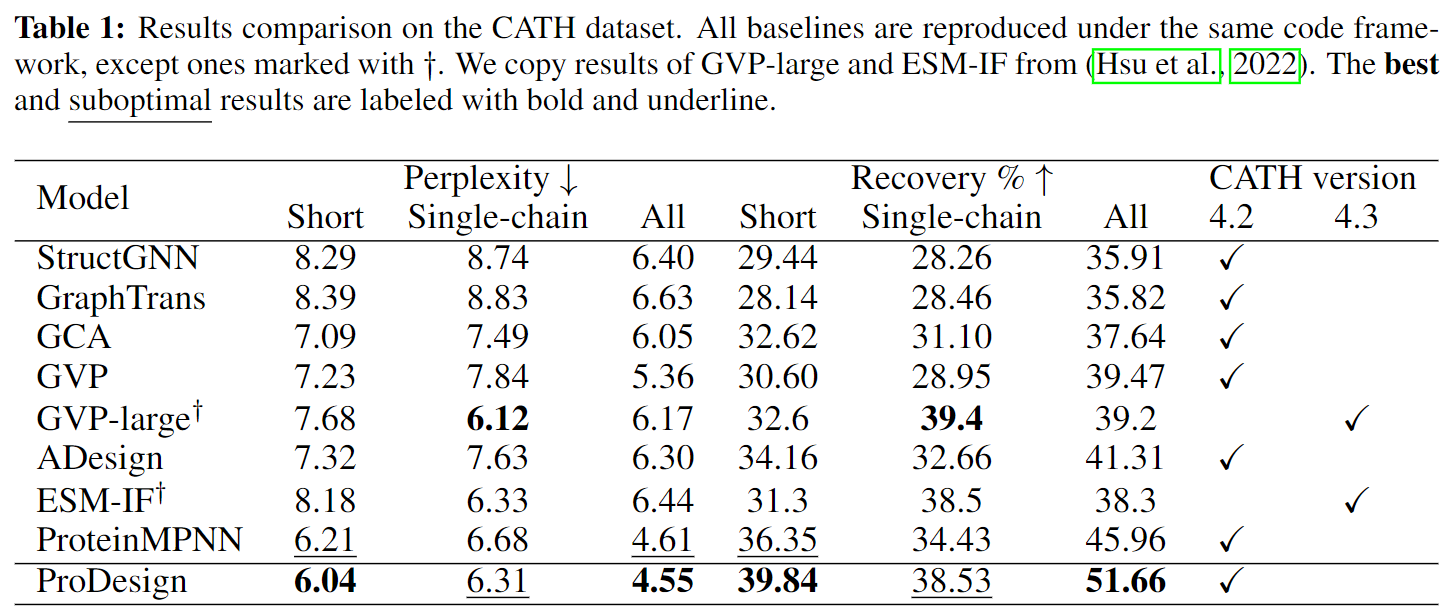 Table 1: Results comparison on the CATH dataset. All baselines are reproduced under the same code frame-
work, except ones marked with †. We copy results of GVP-large and ESM-IF from (Hsu et al., 2022). The best
and suboptimal results are labeled with bold and underline.
Model Perplexity ↓ Recovery % ↑ CATH version
Short Single-chain All Short Single-chain All 4.2 4.3
StructGNN 8.29 8.74 6.40 29.44 28.26 35.91 ✓
GraphTrans 8.39 8.83 6.63 28.14 28.46 35.82 ✓
GCA 7.09 7.49 6.05 32.62 31.10 37.64 ✓
GVP 7.23 7.84 5.36 30.60 28.95 39.47 ✓
GVP-large† 7.68 6.12 6.17 32.6 39.4 39.2 ✓
ADesign 7.32 7.63 6.30 34.16 32.66 41.31 ✓
ESM-IF† 8.18 6.33 6.44 31.3 38.5 38.3 ✓
ProteinMPNN 6.21 6.68 4.61 36.35 34.43 45.96 ✓
ProDesign 6.04 6.31 4.55 39.84 38.53 51.66 ✓